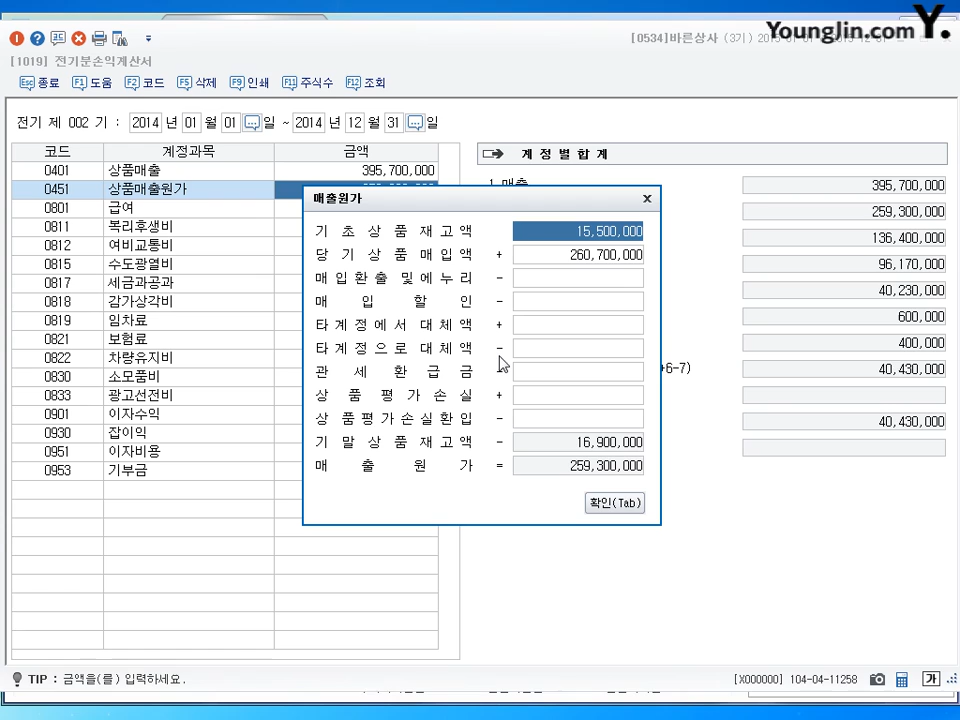 Younglin.com Y.
[0534]바른상사 (3기)
[1019] 전기분손익계산서
Esc 종료 F1 도움 F2 코드 F5 삭제 F9 인쇄 F11 주식수 F12 조회
전기 제 002 기 : 2014 년 01 월 01 일 ~ 2014 년 12 월 31 일
코드 계정과목 금액
0401 상품매출 395,700,000
0451 상품매출원가
0801 급여
0811 복리후생비
0812 여비교통비
0815 수도광열비
0817 세금과공과
0818 감가상각비
0819 임차료
0821 보험료
0822 차량유지비
0830 소모품비
0833 광고선전비
0901 이자수익
0930 잡이익
0951 이자비용
0953 기부금
계정별합계
1.매출 395,700,000
259,300,000
136,400,000
96,170,000
40,230,000
600,000
400,000
+6-7) 40,430,000
40,430,000
매출원가 x
기 초 상 품 재 고 액 15,500,000
당 기 상 품 매 입 액 + 260,700,000
매 입 환 출 및 에 누 리 -
매 입 할 인 -
타 계 정 에 서 대 체 액 +
타 계 정 으 로 대 체 액 -
관 세 환 급 금 -
상 품 평 가 손 실 +
상 품 평 가 손 실 환 입 -
기 말 상 품 재 고 액 - 16,900,000
매 출 원 가 = 259,300,000
확인(Tab)
TIP : 금액을(를) 입력하세요.
[X000000] 104-04-11258 가